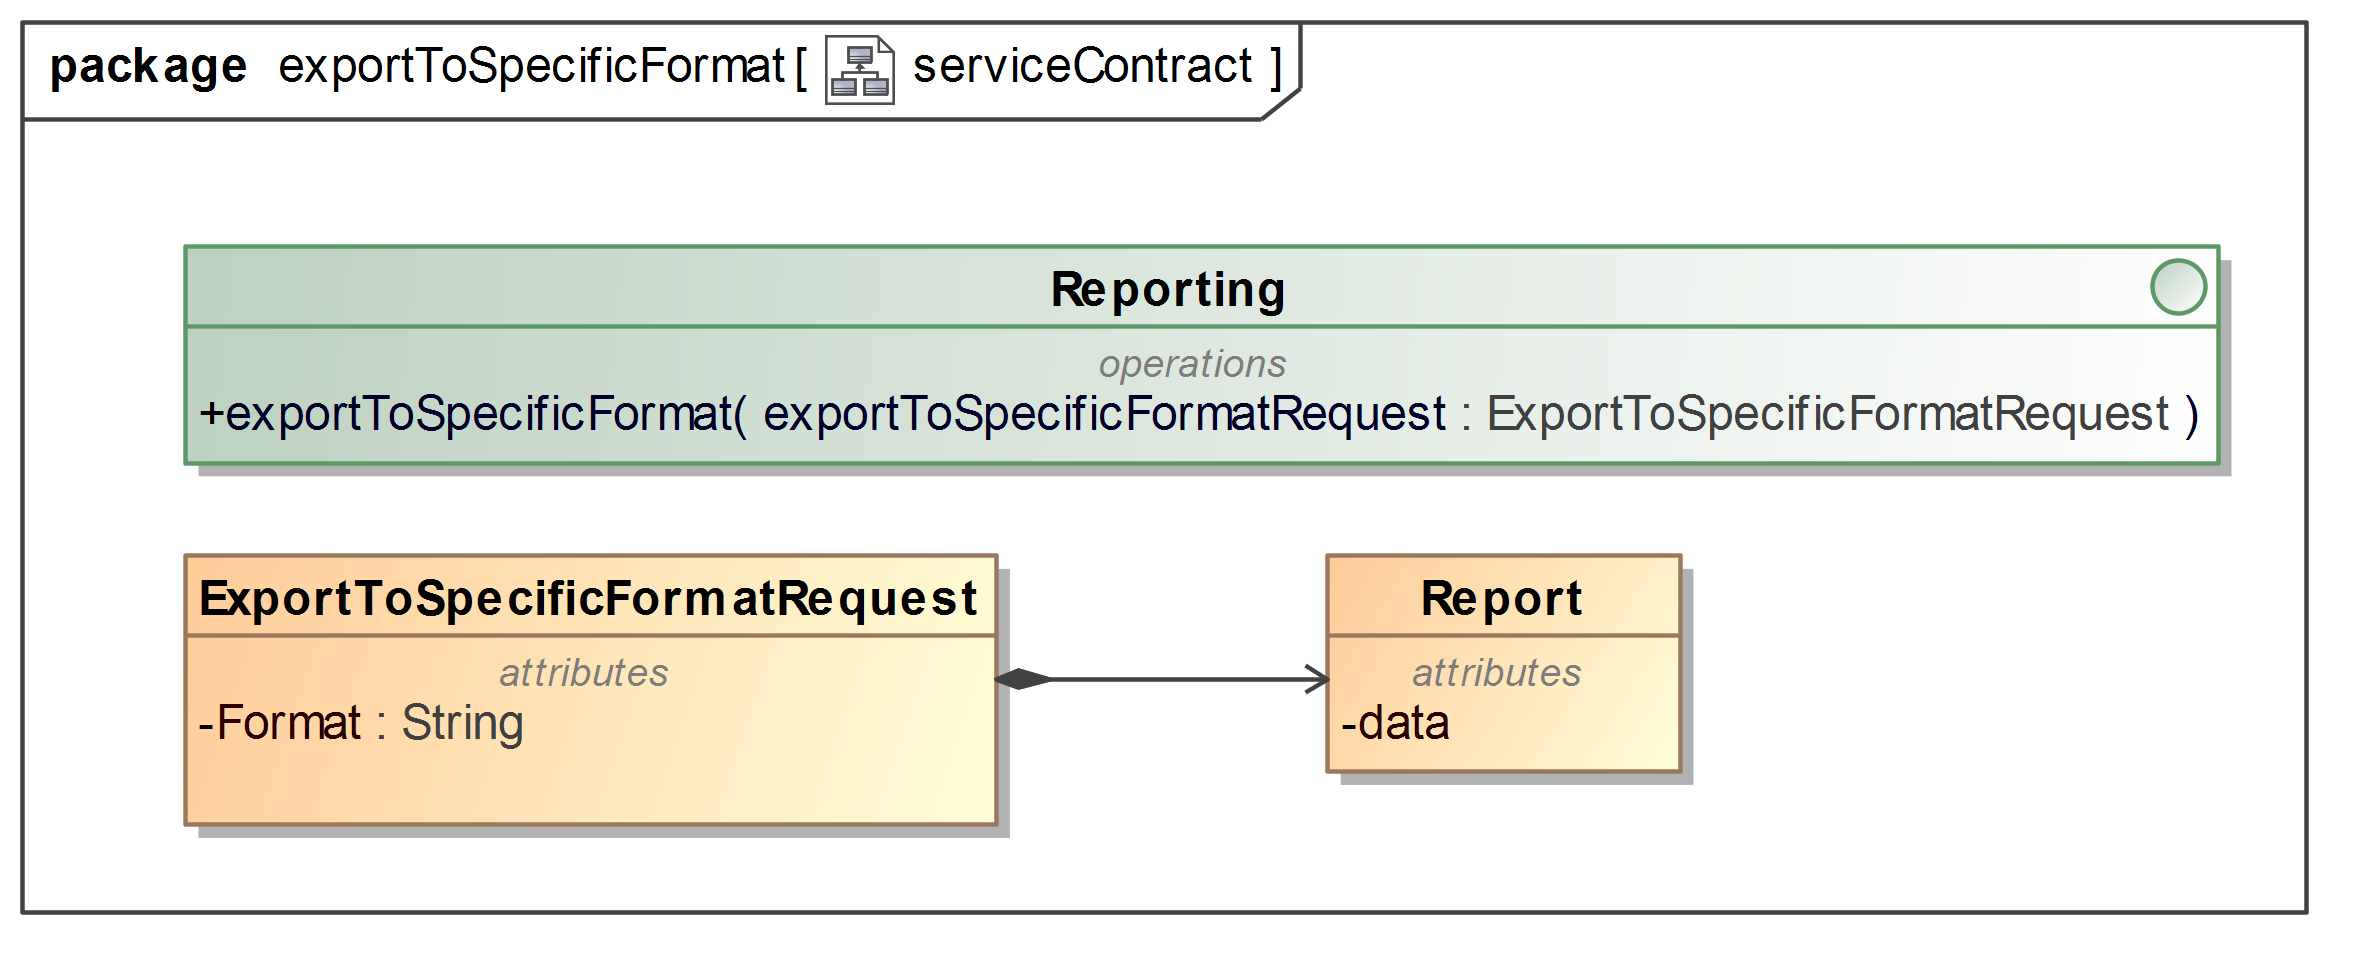 package exportToSpecificFormat[ serviceContract ]
Reporting
operations
+exportToSpecificFormat( exportToSpecificFormatRequest : ExportToSpecificFormatRequest )
ExportToSpecificFormatRequest
attributes
-Format : String
Report
attributes
-data